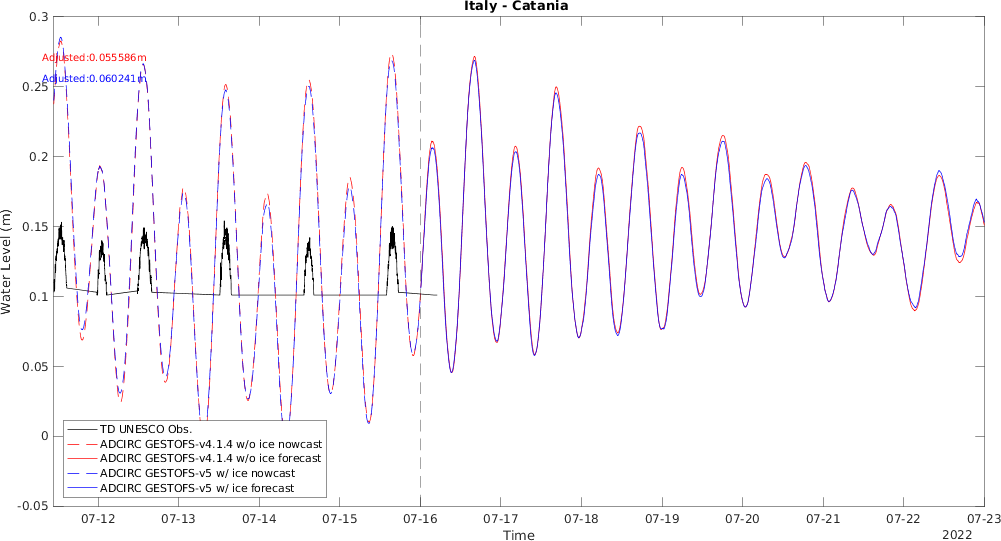 Italy - Catania
0.3
Adjusted:0.055586m
Adjusted:0.060241m
0.25
0.2
0.15
0.1
0.05
0
-0.05
Water Level (m)
TD UNESCO Obs.
ADCIRC GESTOFS-v4.1.4 w/o ice nowcast
ADCIRC GESTOFS-v4.1.4 w/o ice forecast
ADCIRC GESTOFS-v5 w/ ice nowcast
ADCIRC GESTOFS-v5 w/ ice forecast
07-12 07-13 07-14 07-15 07-16 07-17 07-18 07-19 07-20 07-21 07-22 07-23
Time
2022